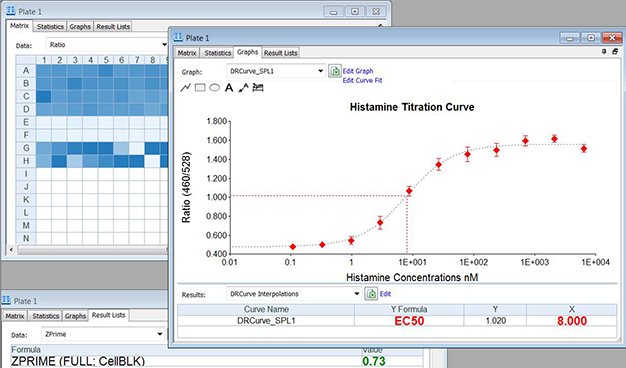 Plate 1
Matrix Statistics Graphs Result Lists
Data: Ratio
1 2 3 4 5 6 7 8 9
A
B
C
D
E
F
G
H
I
J
K
L
M
N
Plate 1
Matrix Statistics Graphs Result Lists
Graph: DRCurve_SPL1 Edit Graph
Edit Curve Fit
A
Histamine Titration Curve
Ratio (460/528)
1.800
1.600
1.400
1.200
1.000
0.800
0.600
0.400
0.01 0.1 1 1E+001 1E+002 1E+003 1E+004
Histamine Concentrations nM
Results: DRCurve Interpolations Edit
Curve Name Y Formula Y X
DRCurve_SPL1 EC50 1.020 8.000
Plate 1
Matrix Statistics Graphs Result Lists
Data: ZPrime
Formula Value
ZPRIME (FULL; CellBLK) 0.73